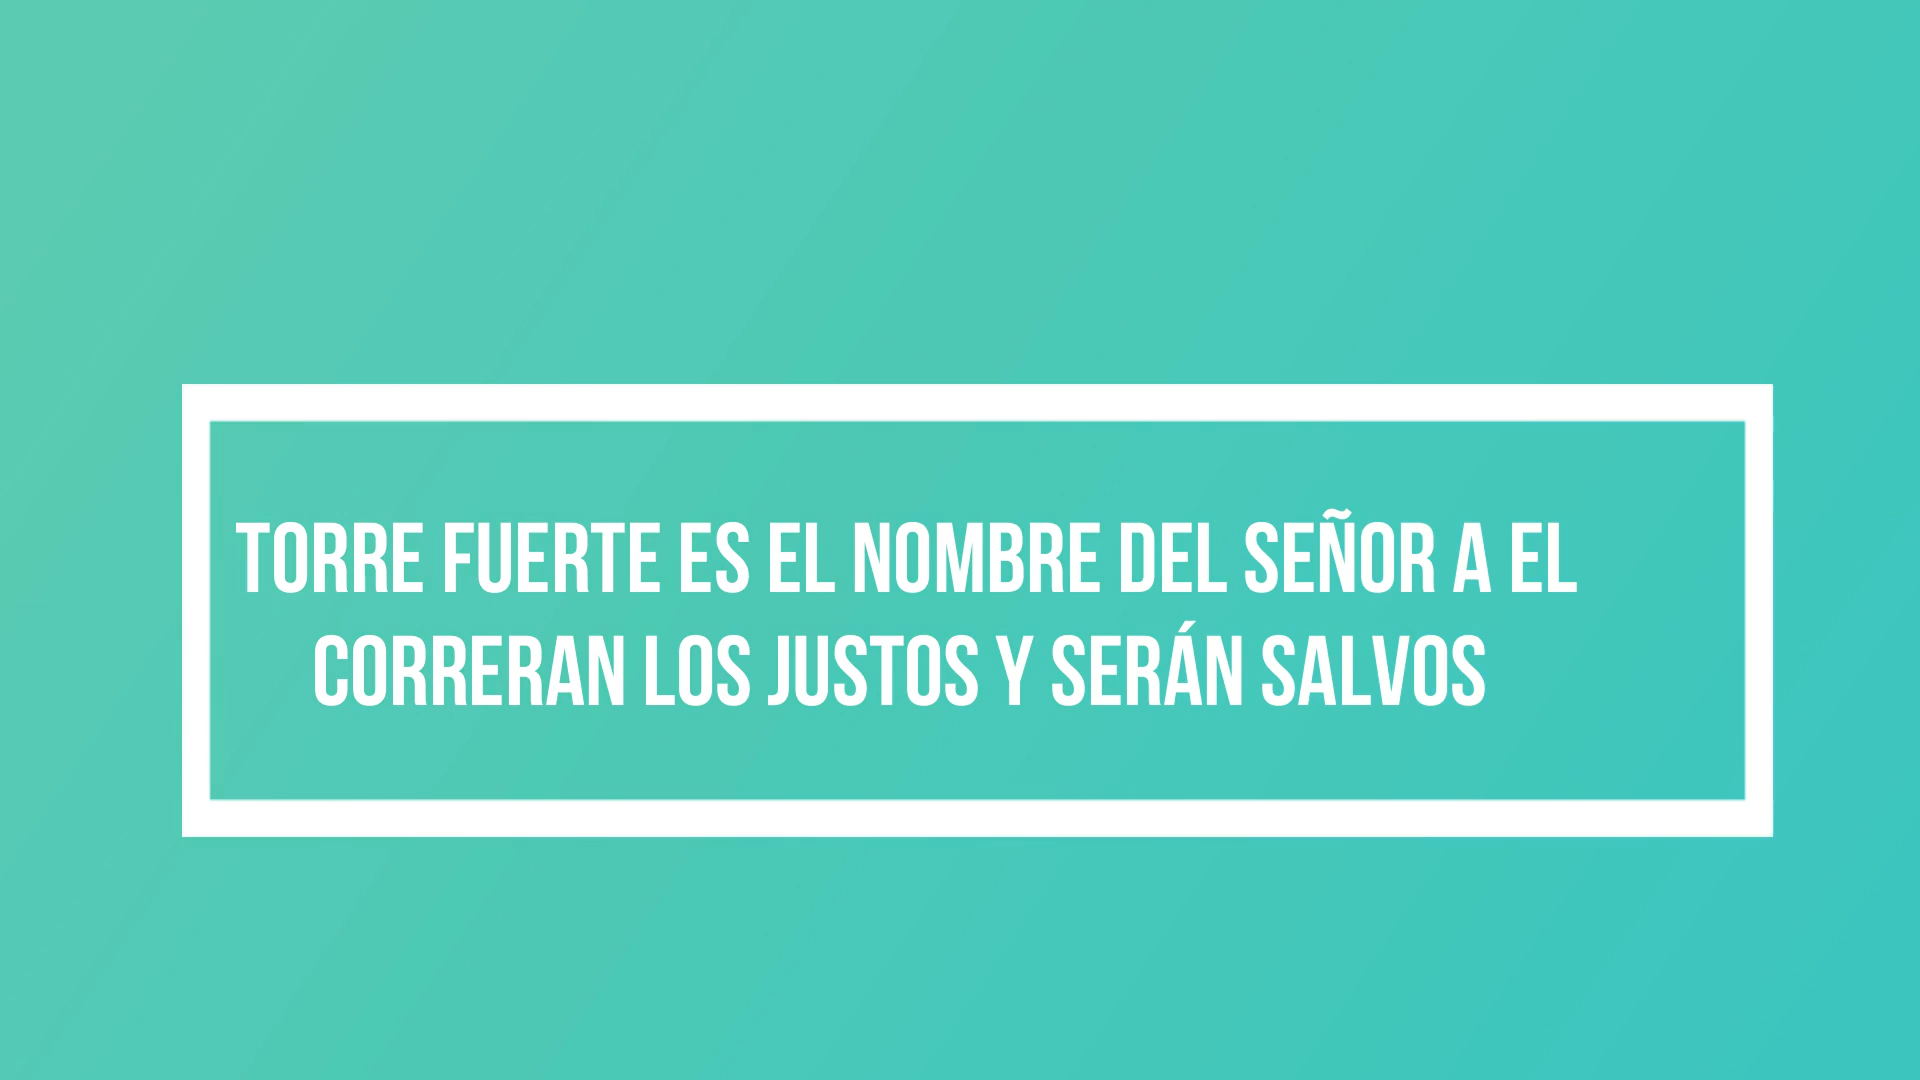 TORRE FUERTE ES EL NOMBRE DEL SEÑOR A EL
CORRERAN LOS JUSTOS Y SERÁN SALVOS